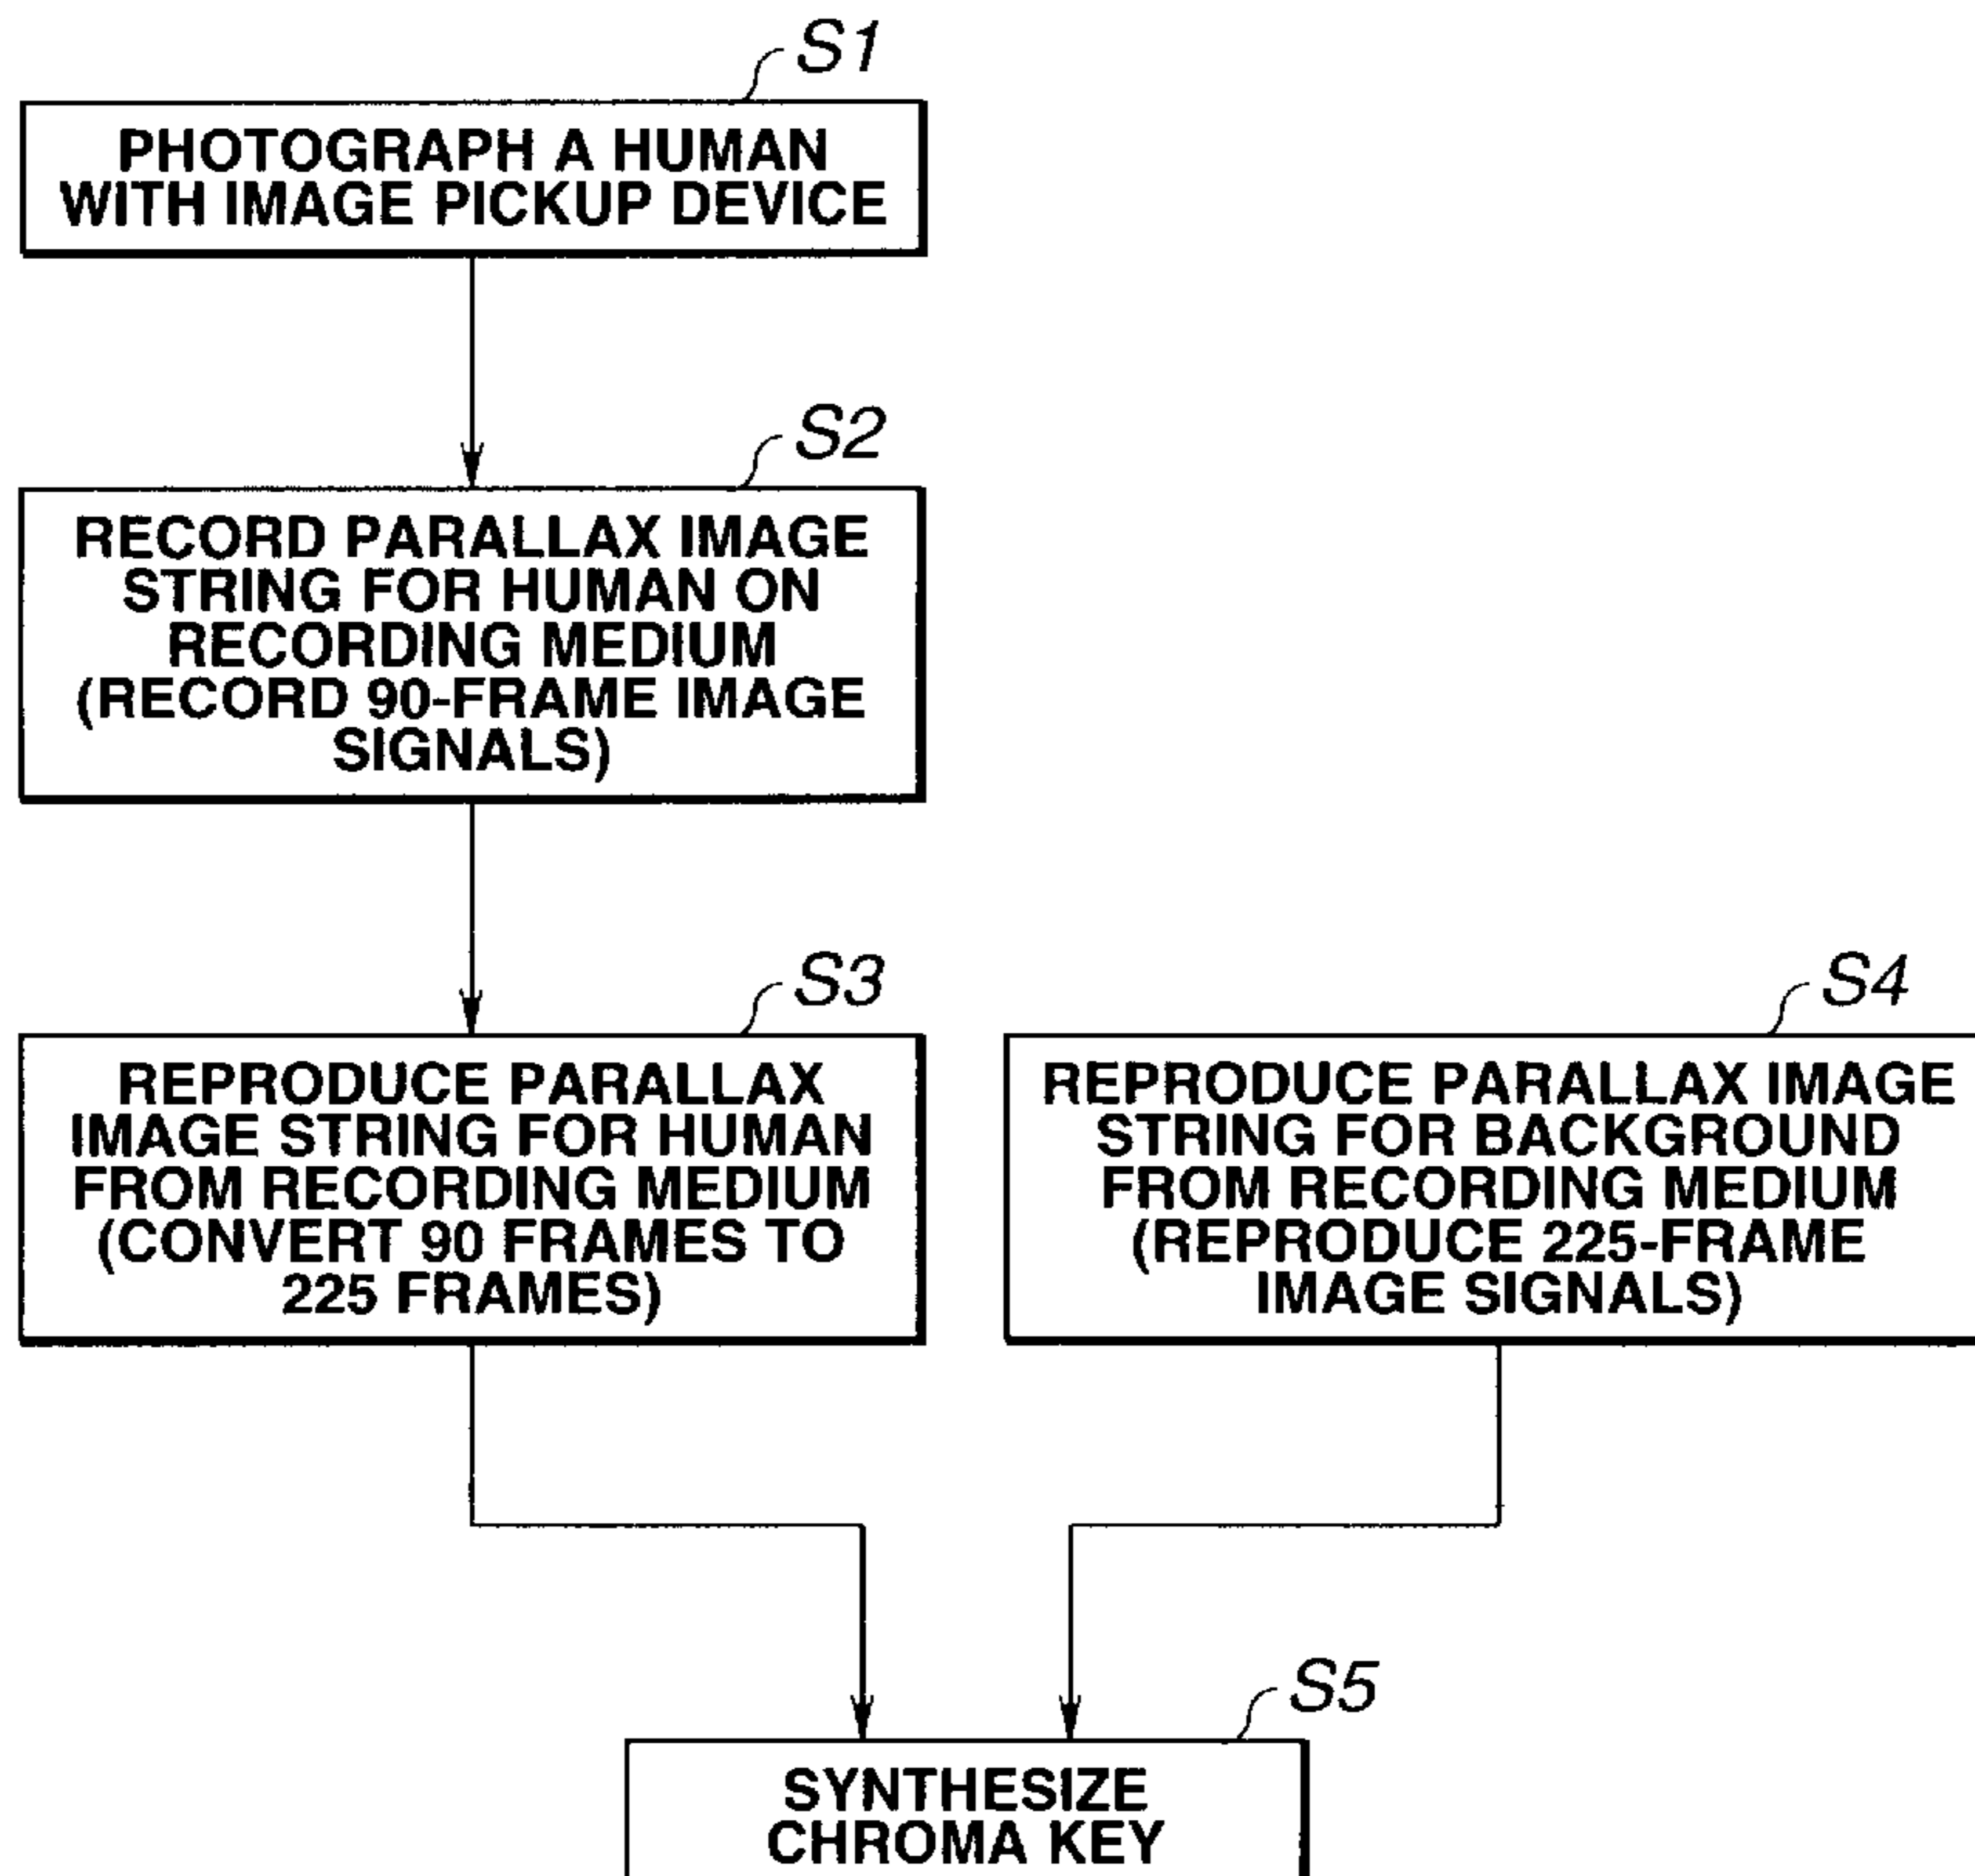 S1
PHOTOGRAPH A HUMAN
WITH IMAGE PICKUP DEVICE
S2
RECORD PARALLAX IMAGE
STRING FOR HUMAN ON
RECORDING MEDIUM
(RECORD 90-FRAME IMAGE
SIGNALS)
S3
REPRODUCE PARALLAX
IMAGE STRING FOR HUMAN
FROM RECORDING MEDIUM
(CONVERT 90 FRAMES TO
225 FRAMES)
S4
REPRODUCE PARALLAX IMAGE
STRING FOR BACKGROUND
FROM RECORDING MEDIUM
(REPRODUCE 225-FRAME
IMAGE SIGNALS)
S5
SYNTHESIZE
CHROMA KEY